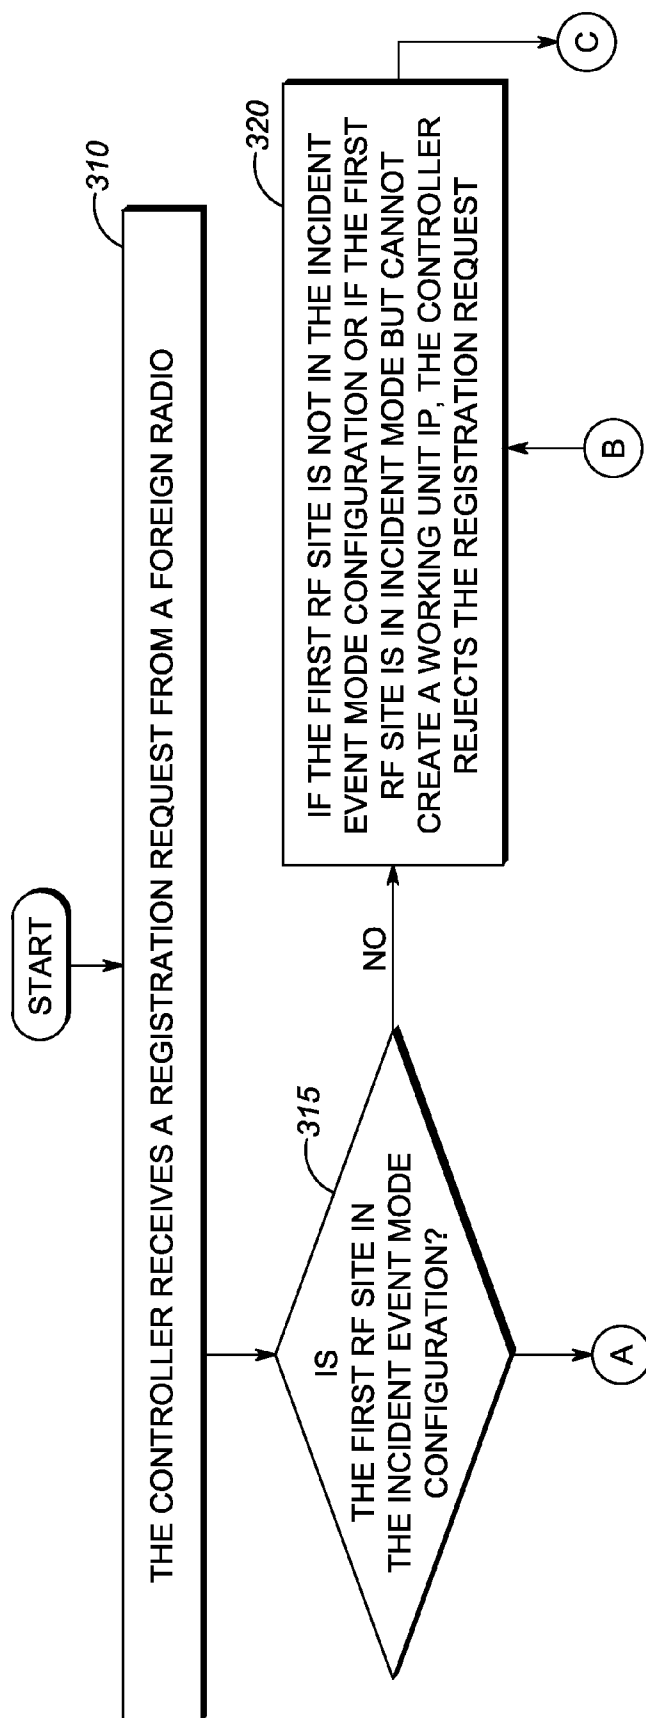 START
310
THE CONTROLLER RECEIVES A REGISTRATION REQUEST FROM A FOREIGN RADIO
315
IS
THE FIRST RF SITE IN
THE INCIDENT EVENT MODE
CONFIGURATION?
NO
320
IF THE FIRST RF SITE IS NOT IN THE INCIDENT
EVENT MODE CONFIGURATION OR IF THE FIRST
RF SITE IS IN INCIDENT MODE BUT CANNOT
CREATE A WORKING UNIT IP, THE CONTROLLER
REJECTS THE REGISTRATION REQUEST
A
B
C